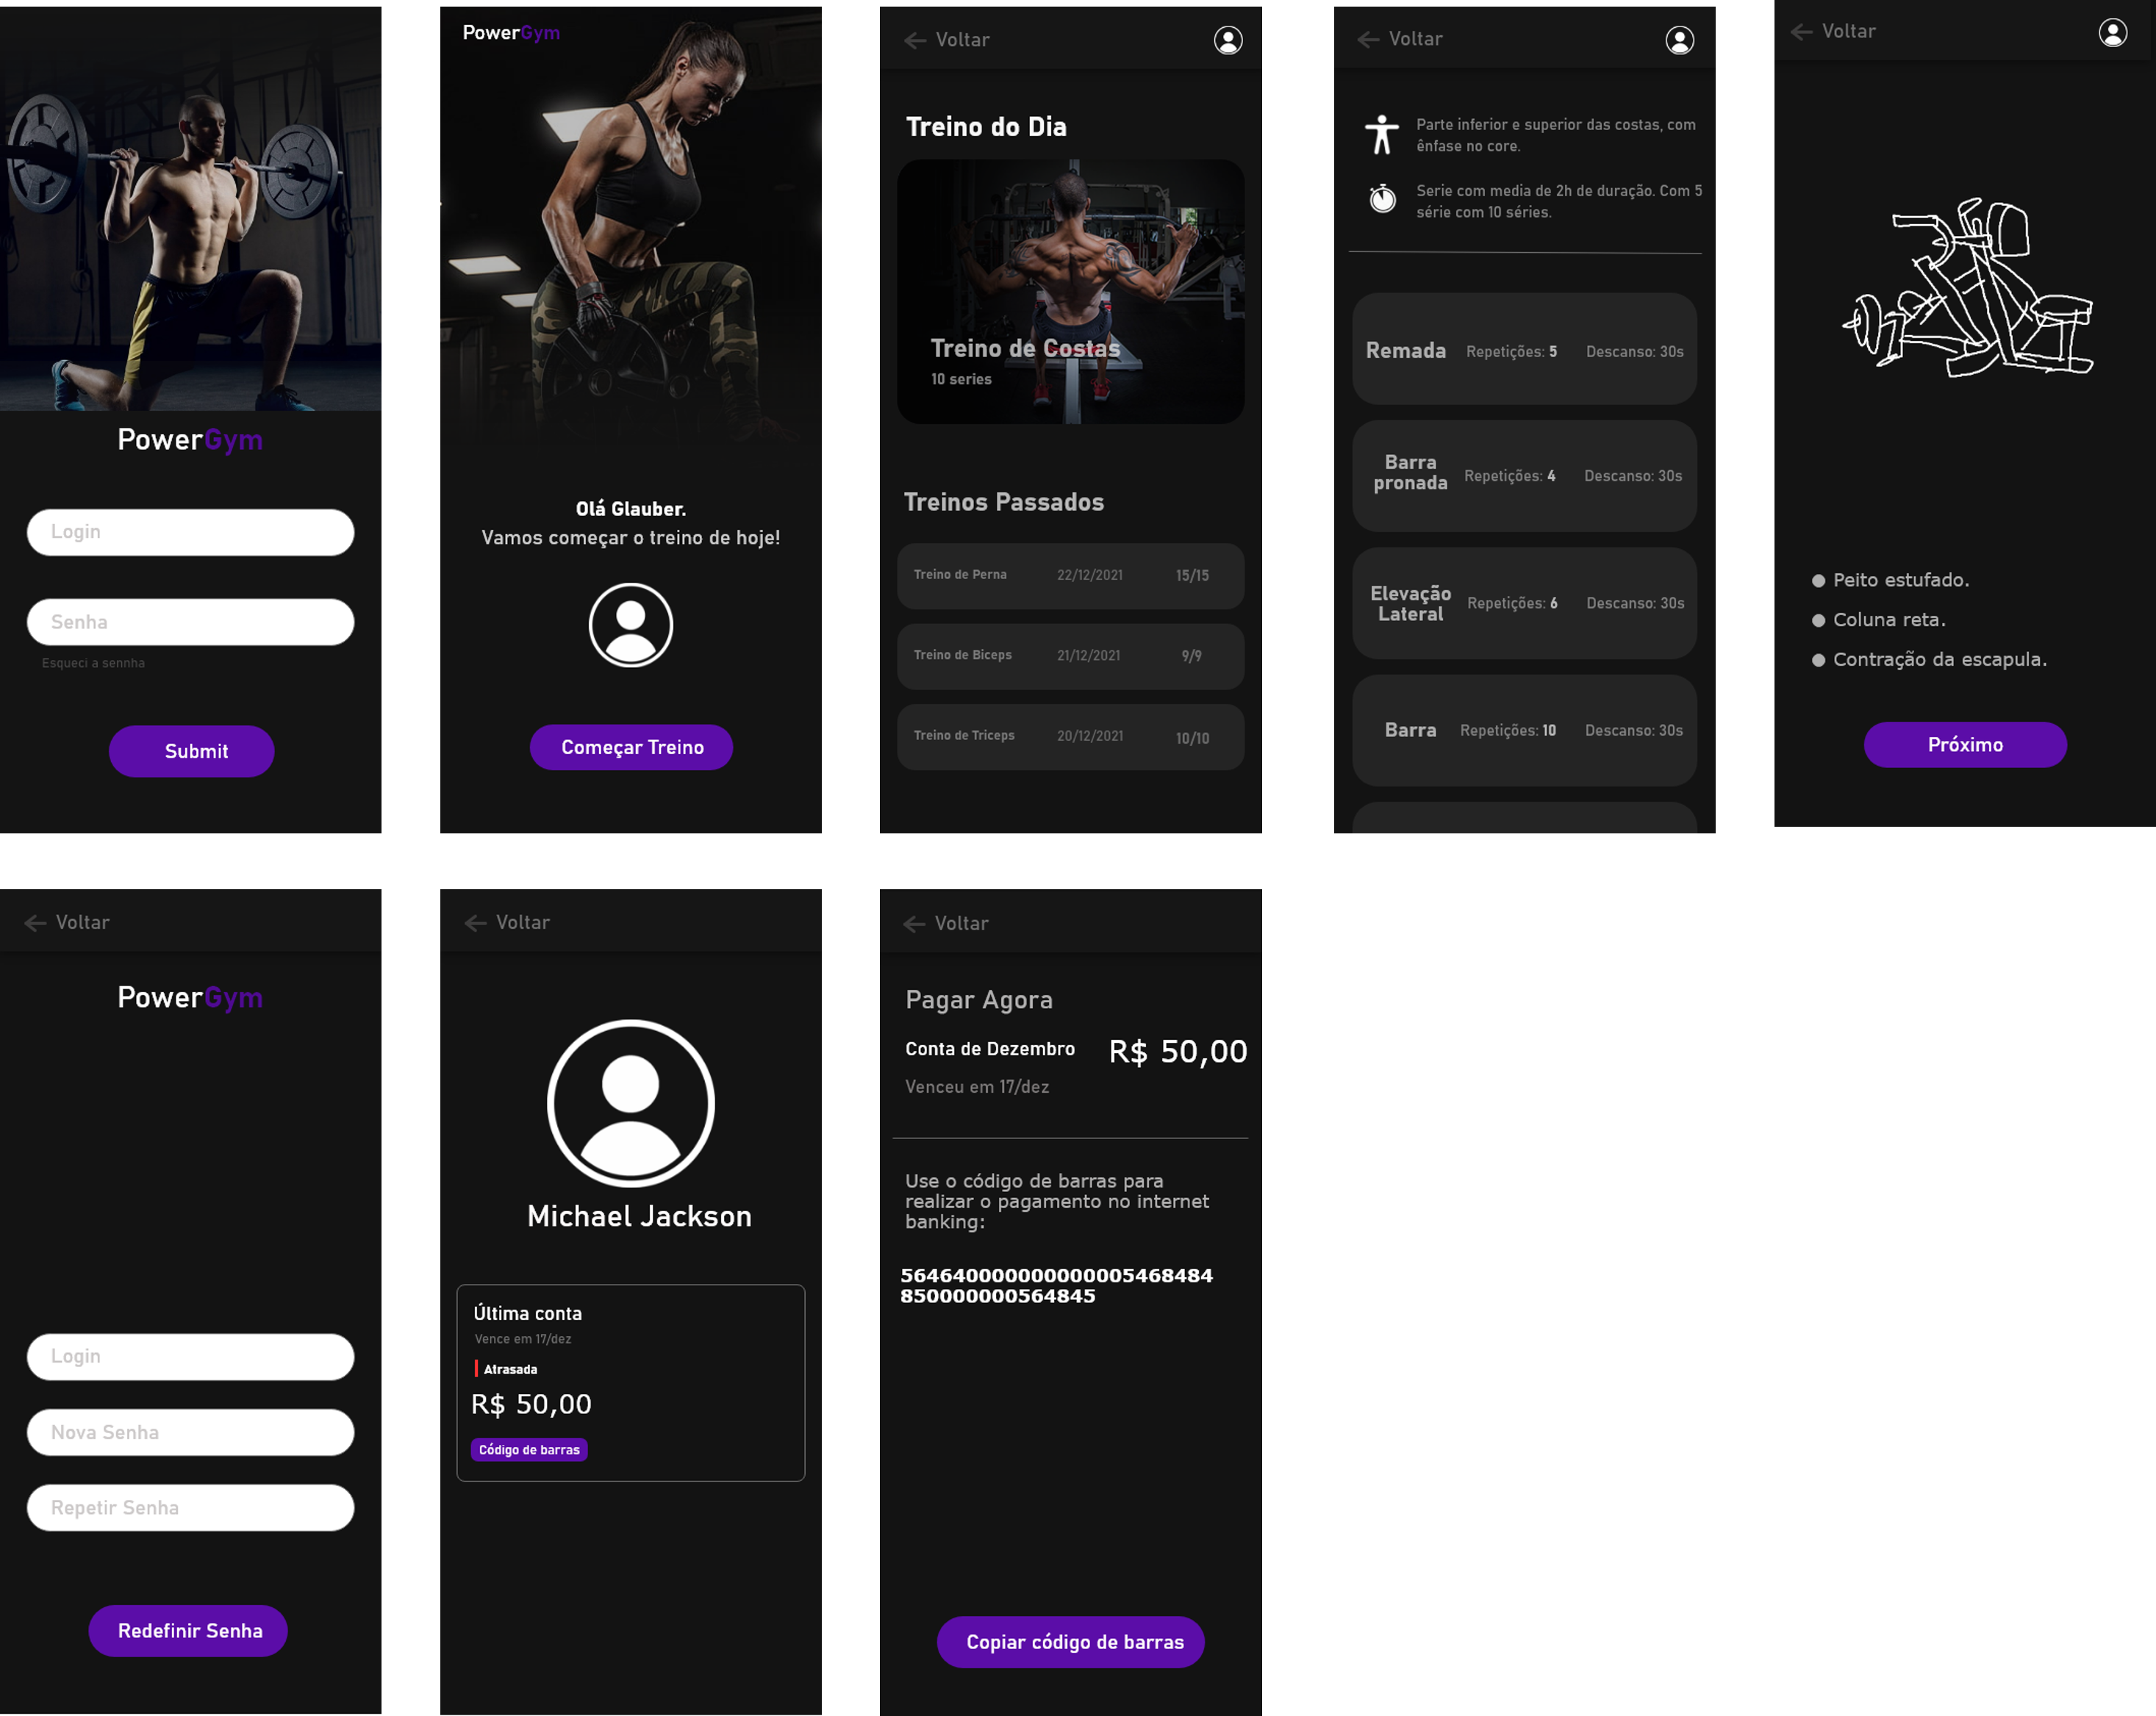 PowerGym
Login
Senha
Esqueci a sennha
Submit
PowerGym
Olá Glauber.
Vamos começar o treino de hoje!
Começar Treino
Voltar
Treino do Dia
Treino de Costas
10 series
Treinos Passados
Treino de Perna 22/12/2021 15/15
Treino de Biceps 21/12/2021 9/9
Treino de Triceps 20/12/2021 10/10
Voltar
Parte inferior e superior das costas, com
ênfase no core.
Serie com media de 2h de duração. Com 5
série com 10 séries.
Remada Repetições: 5 Descanso: 30s
Barra
pronada Repetições: 4 Descanso: 30s
Elevação
Lateral Repetições: 6 Descanso: 30s
Barra Repetições: 10 Descanso: 30s
Voltar
Peito estufado.
Coluna reta.
Contração da escapula.
Próximo
Voltar
PowerGym
Login
Nova Senha
Repetir Senha
Redefinir Senha
Voltar
Michael Jackson
Última conta
Vence em 17/dez
Atrasada
R$ 50,00
Código de barras
Voltar
Pagar Agora
Conta de Dezembro R$ 50,00
Venceu em 17/dez
Use o código de barras para
realizar o pagamento no internet
banking:
564640000000000005468484
850000000564845
Copiar código de barras